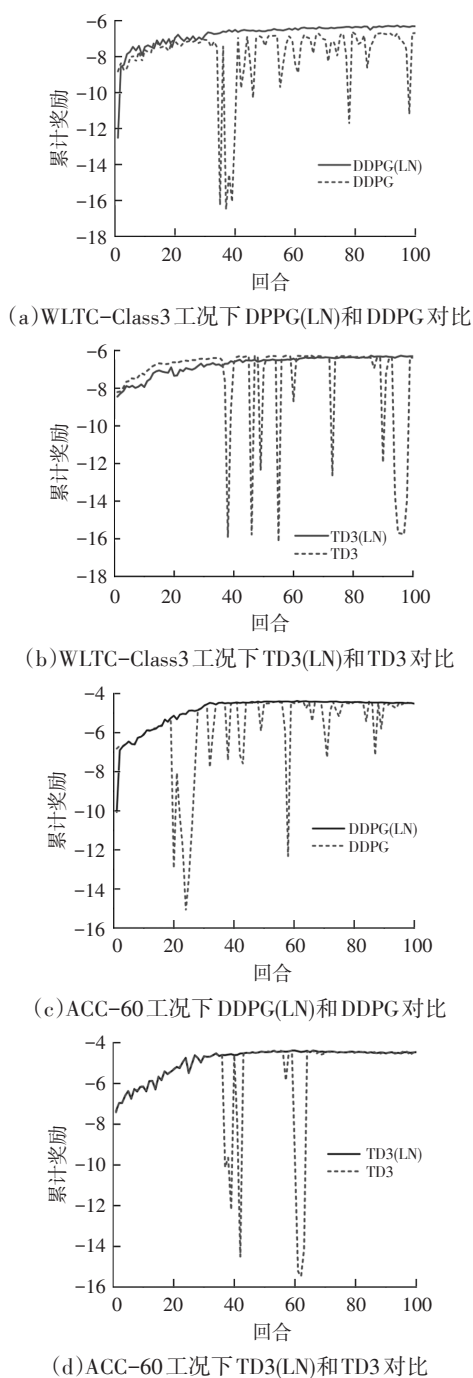 −6
−8
−10
−12
−14
−16
−18
累计奖励
DDPG(LN)
DDPG
0 20 40 60 80 100
回合
(a)WLTC−Class3工况下DPPG(LN)和DDPG对比
−6
−8
−10
−12
−14
−16
−18
累计奖励
TD3(LN)
TD3
0 20 40 60 80 100
回合
(b)WLTC−Class3工况下TD3(LN)和TD3对比
−4
−6
−8
−10
−12
−14
−16
累计奖励
DDPG(LN)
DDPG
0 20 40 60 80 100
回合
(c)ACC−60工况下DDPG(LN)和DDPG对比
−4
−6
−8
−10
−12
−14
−16
累计奖励
TD3(LN)
TD3
0 20 40 60 80 100
回合
(d)ACC−60工况下TD3(LN)和TD3对比